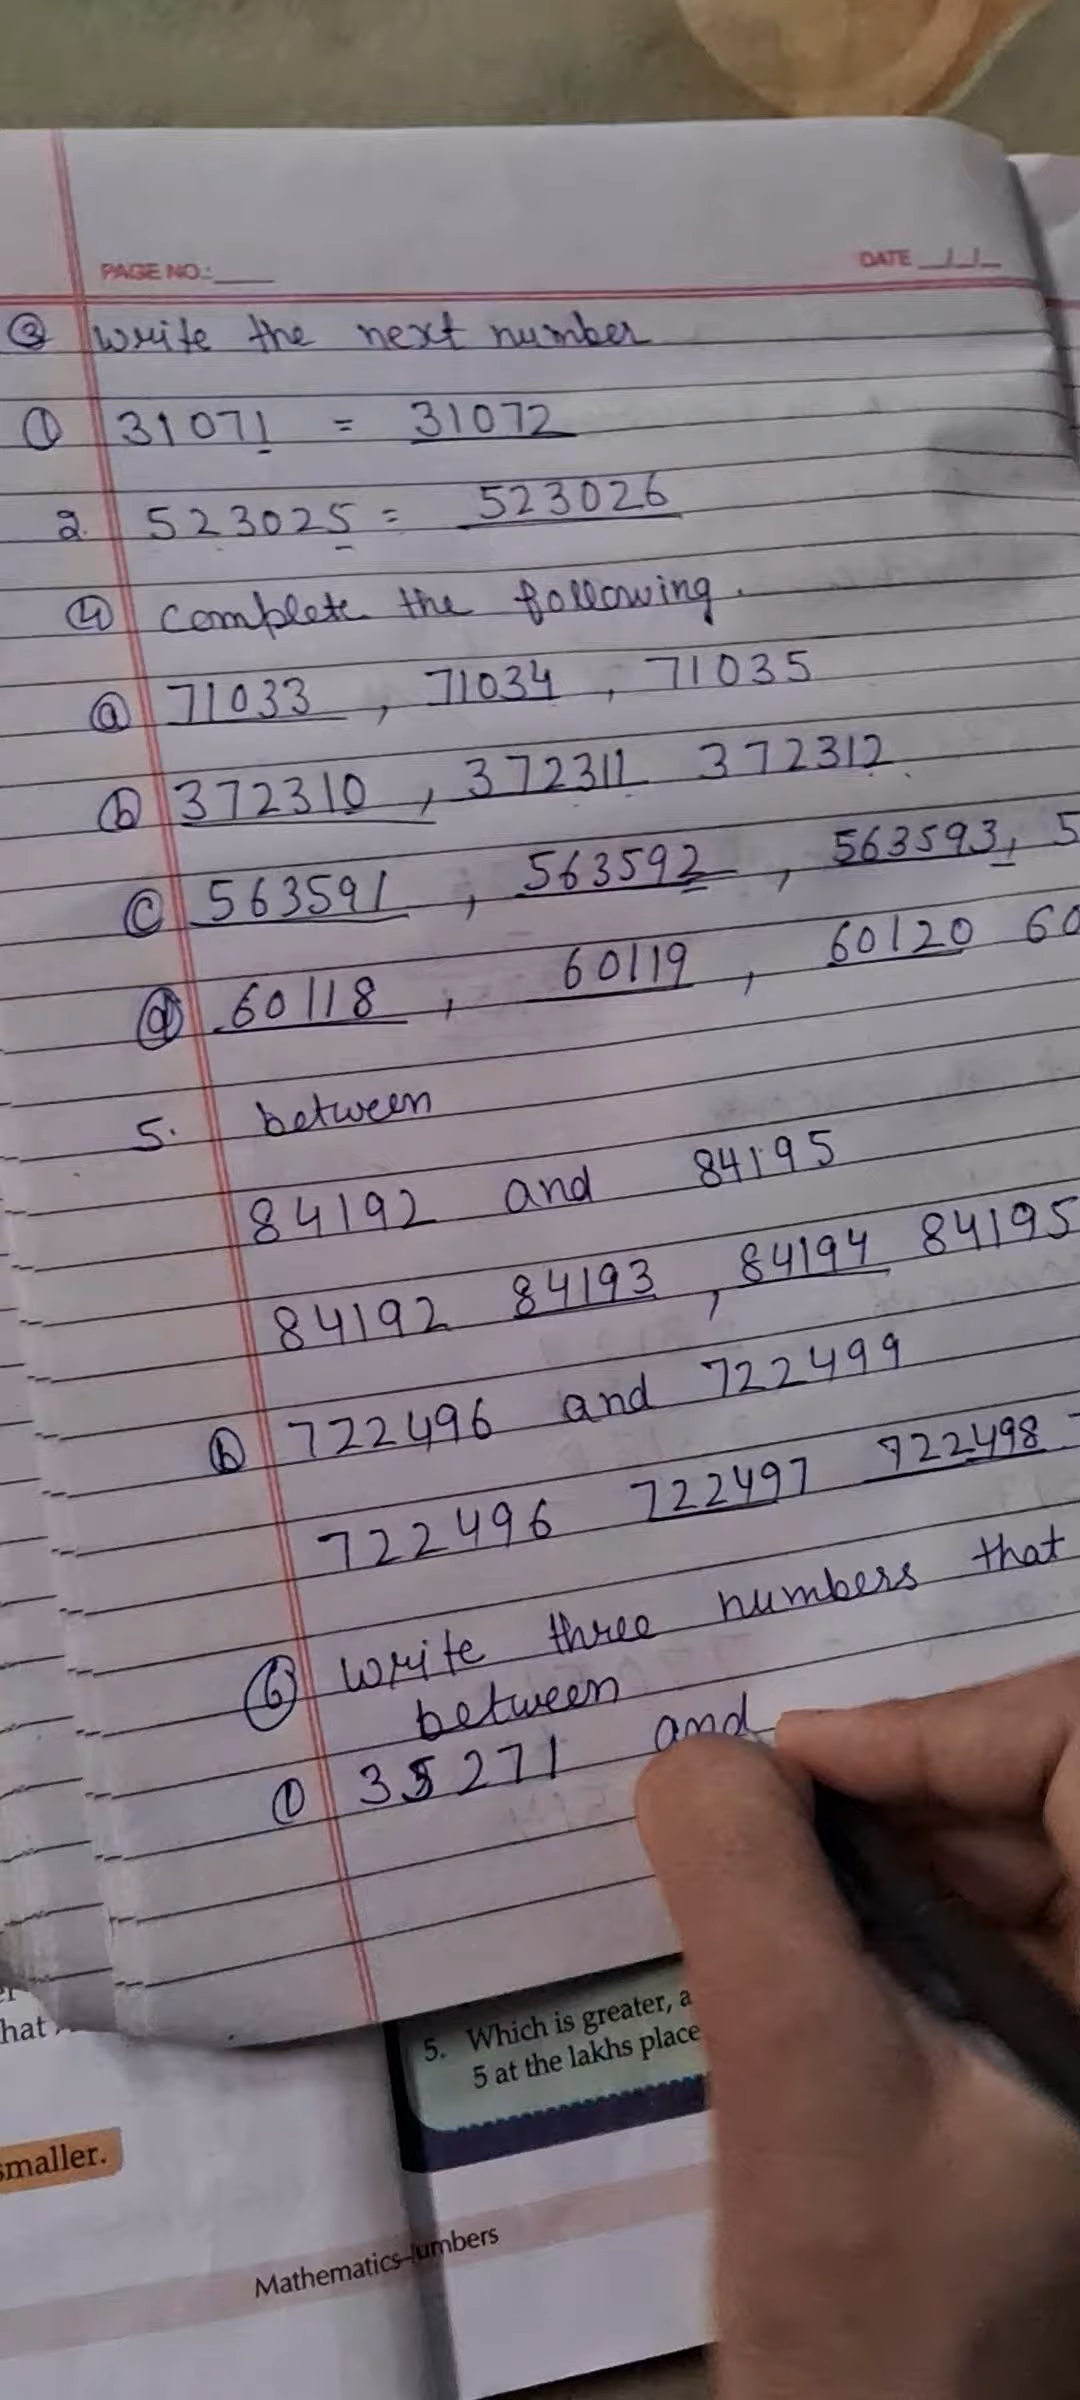 PAGE NO.: DATE
③ write the next number
① 31071 = 31072
2. 523025 = 523026
④ complete the following.
ⓐ 71033, 71034, 71035
ⓑ 372310, 372311 372312
ⓒ 563591, 563592, 563593, 5
ⓓ 60118, 60119, 60120 60
5. between
84192 and 84195
84192 84193, 84194 84195
ⓑ 722496 and 722499
722496 722497 722498
⑥ write three numbers that
between
① 35271 and
hat
5. Which is greater, a
5 at the lakhs place
smaller.
Mathematics umbers